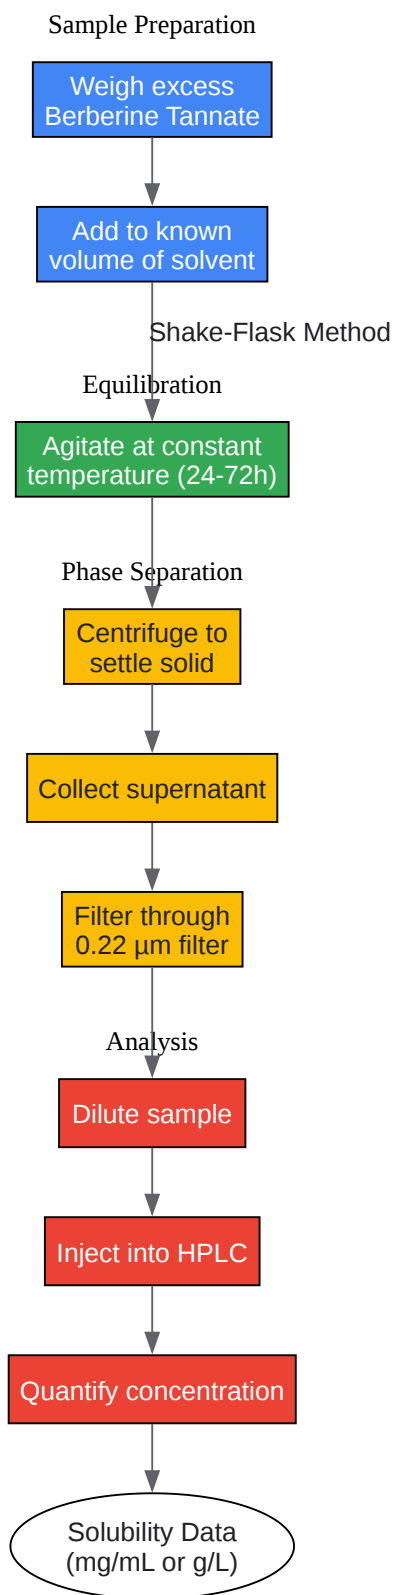 Sample Preparation
Weigh excess
Berberine Tannate
Add to known
volume of solvent
Shake-Flask Method
Equilibration
Agitate at constant
temperature (24-72h)
Phase Separation
Centrifuge to
settle solid
Collect supernatant
Filter through
0.22 µm filter
Analysis
Dilute sample
Inject into HPLC
Quantify concentration
Solubility Data
(mg/mL or g/L)